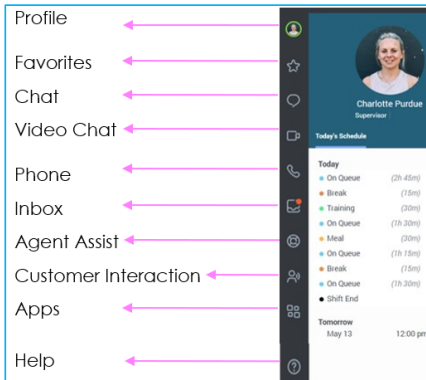 Profile
Favorites
Chat
Video Chat
Phone
Inbox
Agent Assist
Customer Interaction
Apps
Help
Charlotte Purdue
Supervisor
Today's Schedule
Today
On Queue (2h 45m)
Break (15m)
Training (30m)
On Queue (1h 30m)
Meal (30m)
On Queue (1h 15m)
Break (15m)
On Queue (1h 30m)
Shift End
Tomorrow
May 13 12:00 pm